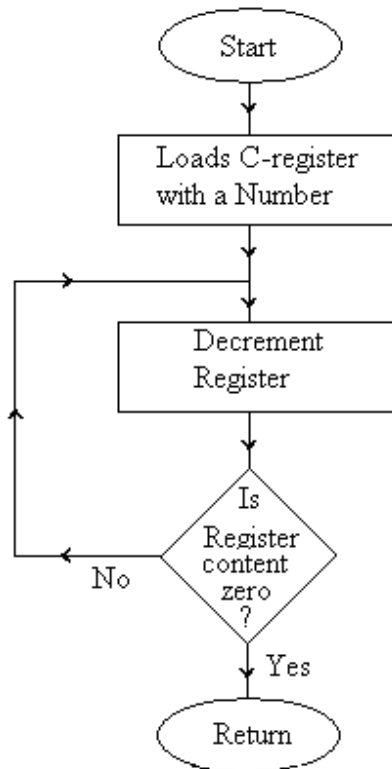 Start
Loads C-register
with a Number
Decrement
Register
Is
Register
content
zero
?
No
Yes
Return